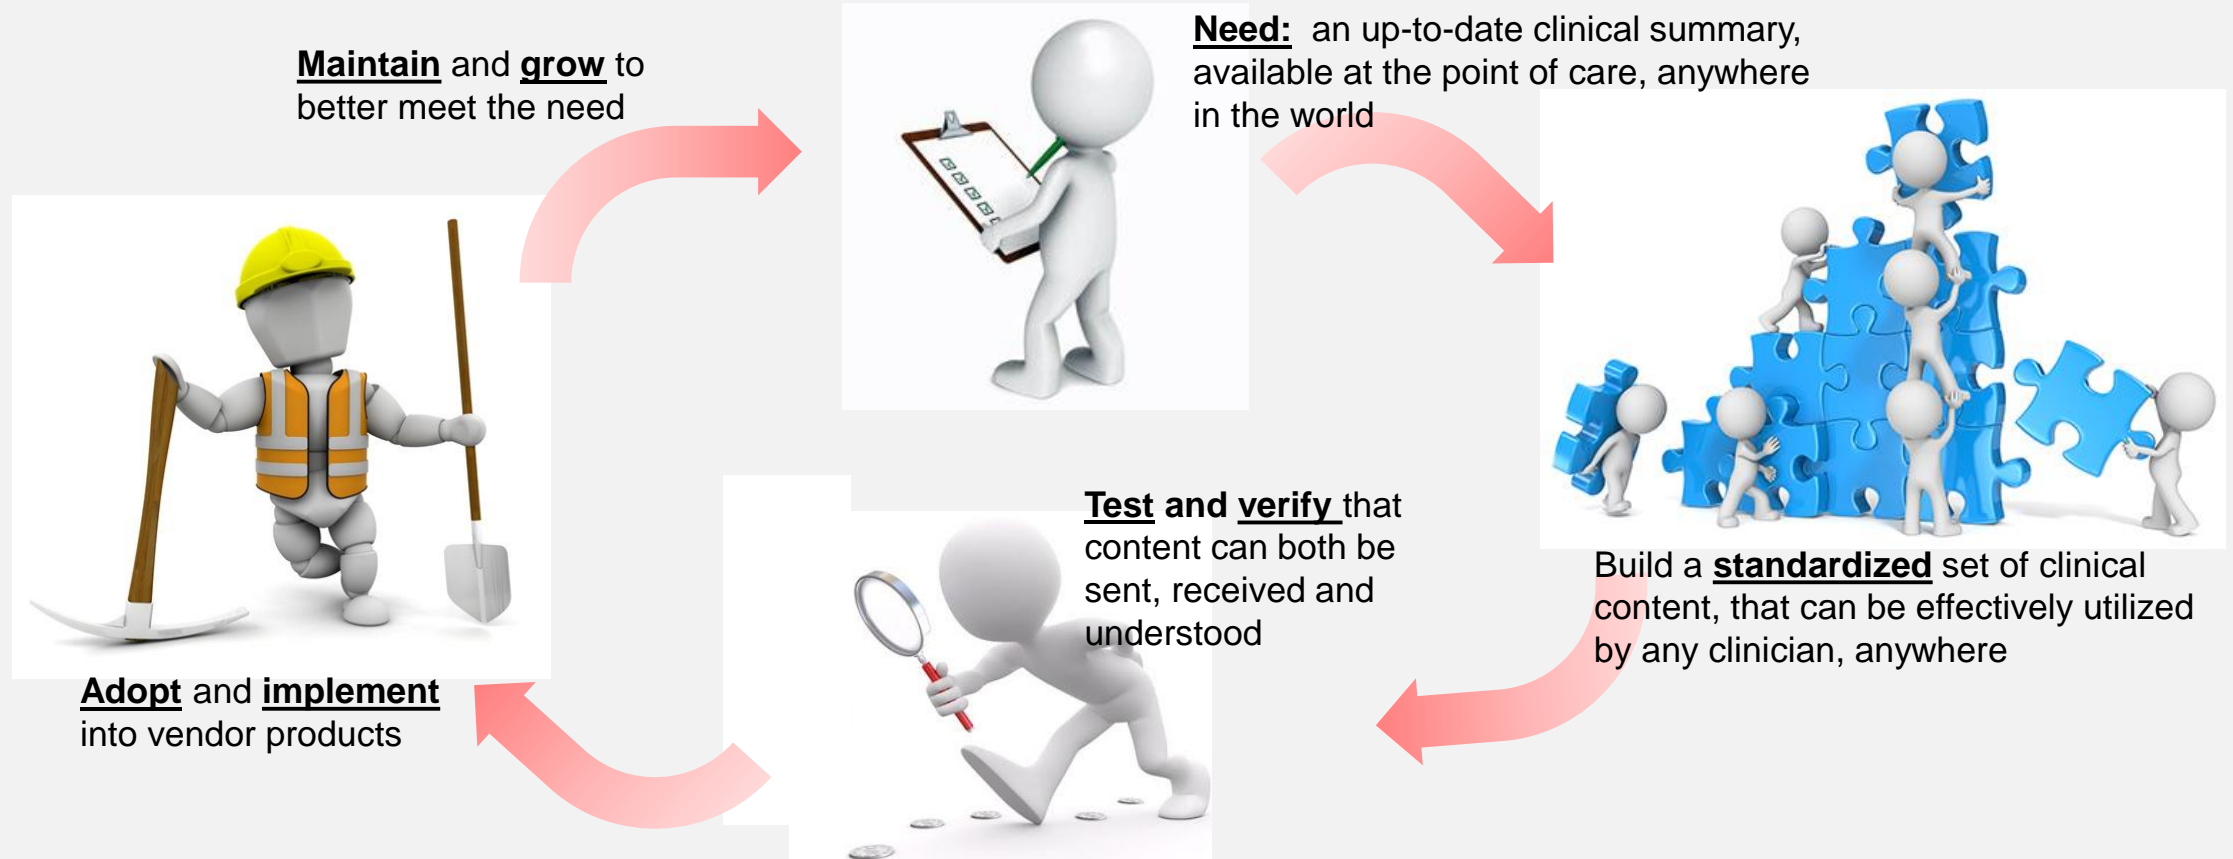 Need: an up-to-date clinical summary,
available at the point of care, anywhere
in the world
Build a standardized set of clinical
content, that can be effectively utilized
by any clinician, anywhere
Test and verify that
content can both be
sent, received and
understood
Adopt and implement
into vendor products
Maintain and grow to
better meet the need